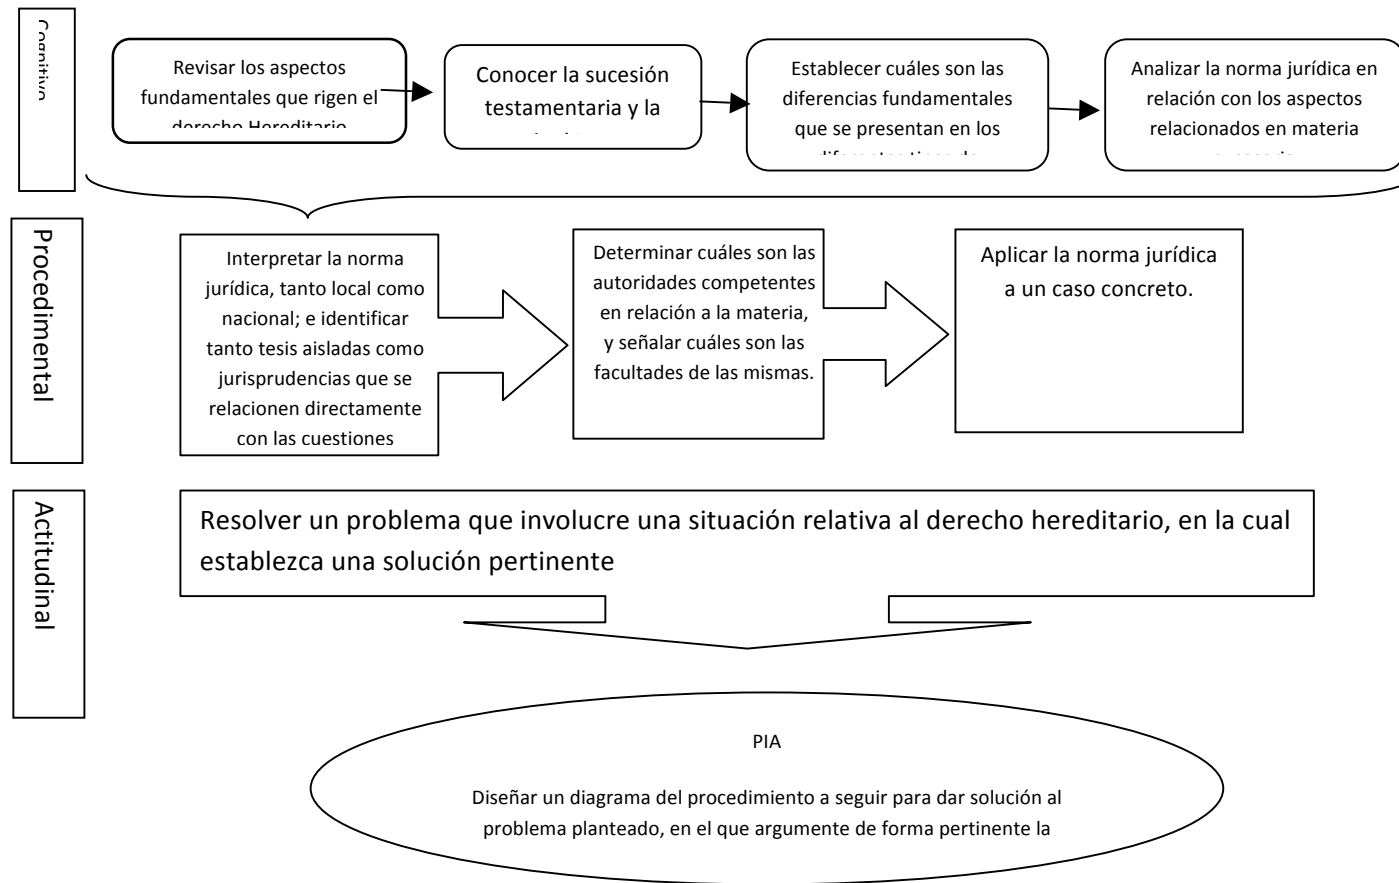 Cognitivo
Revisar los aspectos
fundamentales que rigen el
derecho Hereditario
Conocer la sucesión
testamentaria y la
Establecer cuáles son las
diferencias fundamentales
que se presentan en los
diferentes tipos de
Analizar la norma jurídica en
relación con los aspectos
relacionados en materia
Procedimental
Interpretar la norma
jurídica, tanto local como
nacional; e identificar
tanto tesis aisladas como
jurisprudencias que se
relacionen directamente
con las cuestiones
Determinar cuáles son las
autoridades competentes
en relación a la materia,
y señalar cuáles son las
facultades de las mismas.
Aplicar la norma jurídica
a un caso concreto.
Actitudinal
Resolver un problema que involucre una situación relativa al derecho hereditario, en la cual
establezca una solución pertinente
PIA
Diseñar un diagrama del procedimiento a seguir para dar solución al
problema planteado, en el que argumente de forma pertinente la